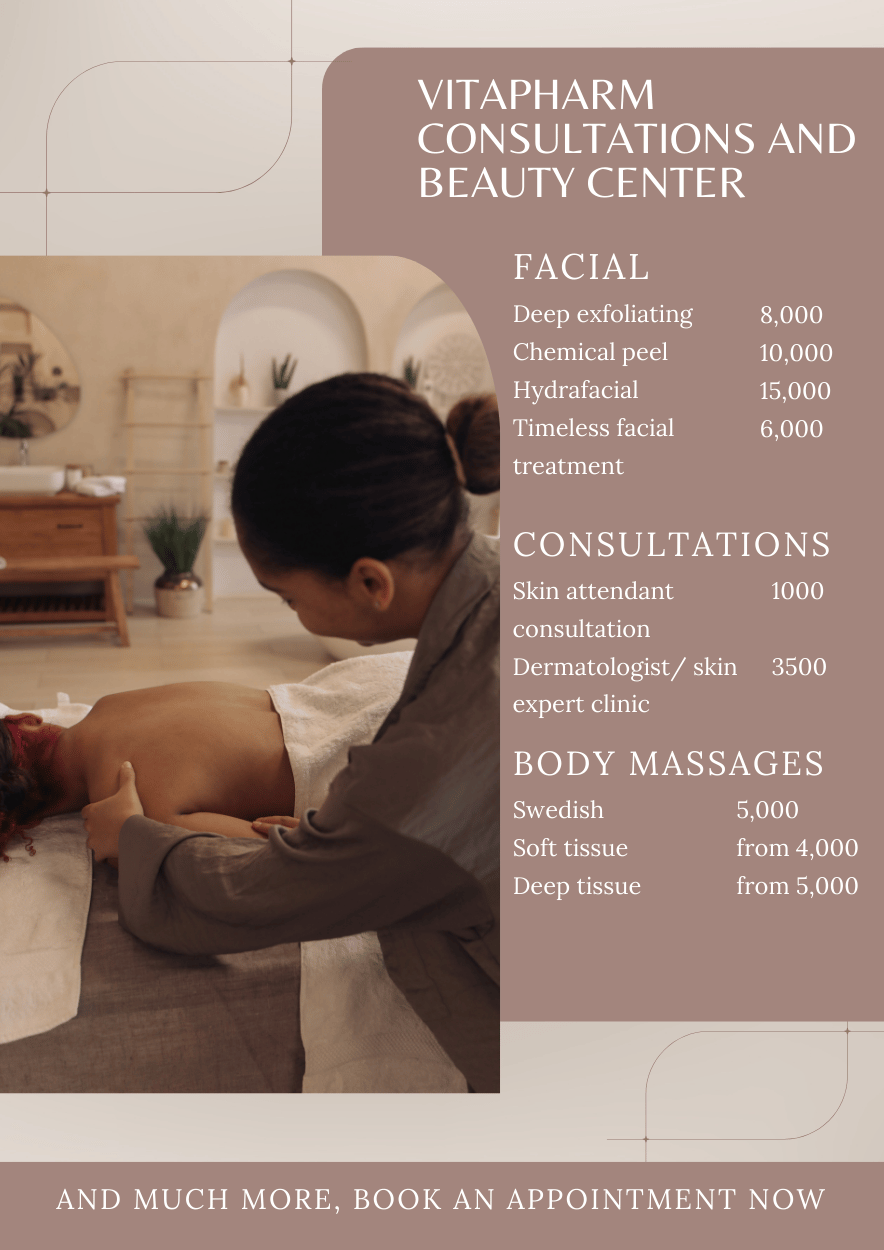 VITAPHARM
CONSULTATIONS AND
BEAUTY CENTER
FACIAL
Deep exfoliating 8,000
Chemical peel 10,000
Hydrafacial 15,000
Timeless facial 6,000
treatment
CONSULTATIONS
Skin attendant 1000
consultation
Dermatologist/ skin 3500
expert clinic
BODY MASSAGES
Swedish 5,000
Soft tissue from 4,000
Deep tissue from 5,000
AND MUCH MORE, BOOK AN APPOINTMENT NOW